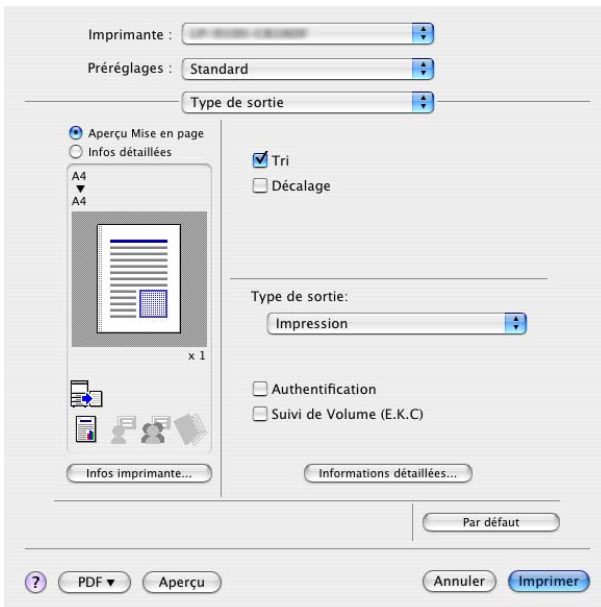 Imprimante :
Préréglages : Standard
Type de sortie
Aperçu Mise en page
Infos détaillées
A4
A4
x 1
Infos imprimante...
Tri
Décalage
Type de sortie:
Impression
Authentification
Suivi de Volume (E.K.C)
Informations détaillées...
Par défaut
? PDF Aperçu Annuler Imprimer